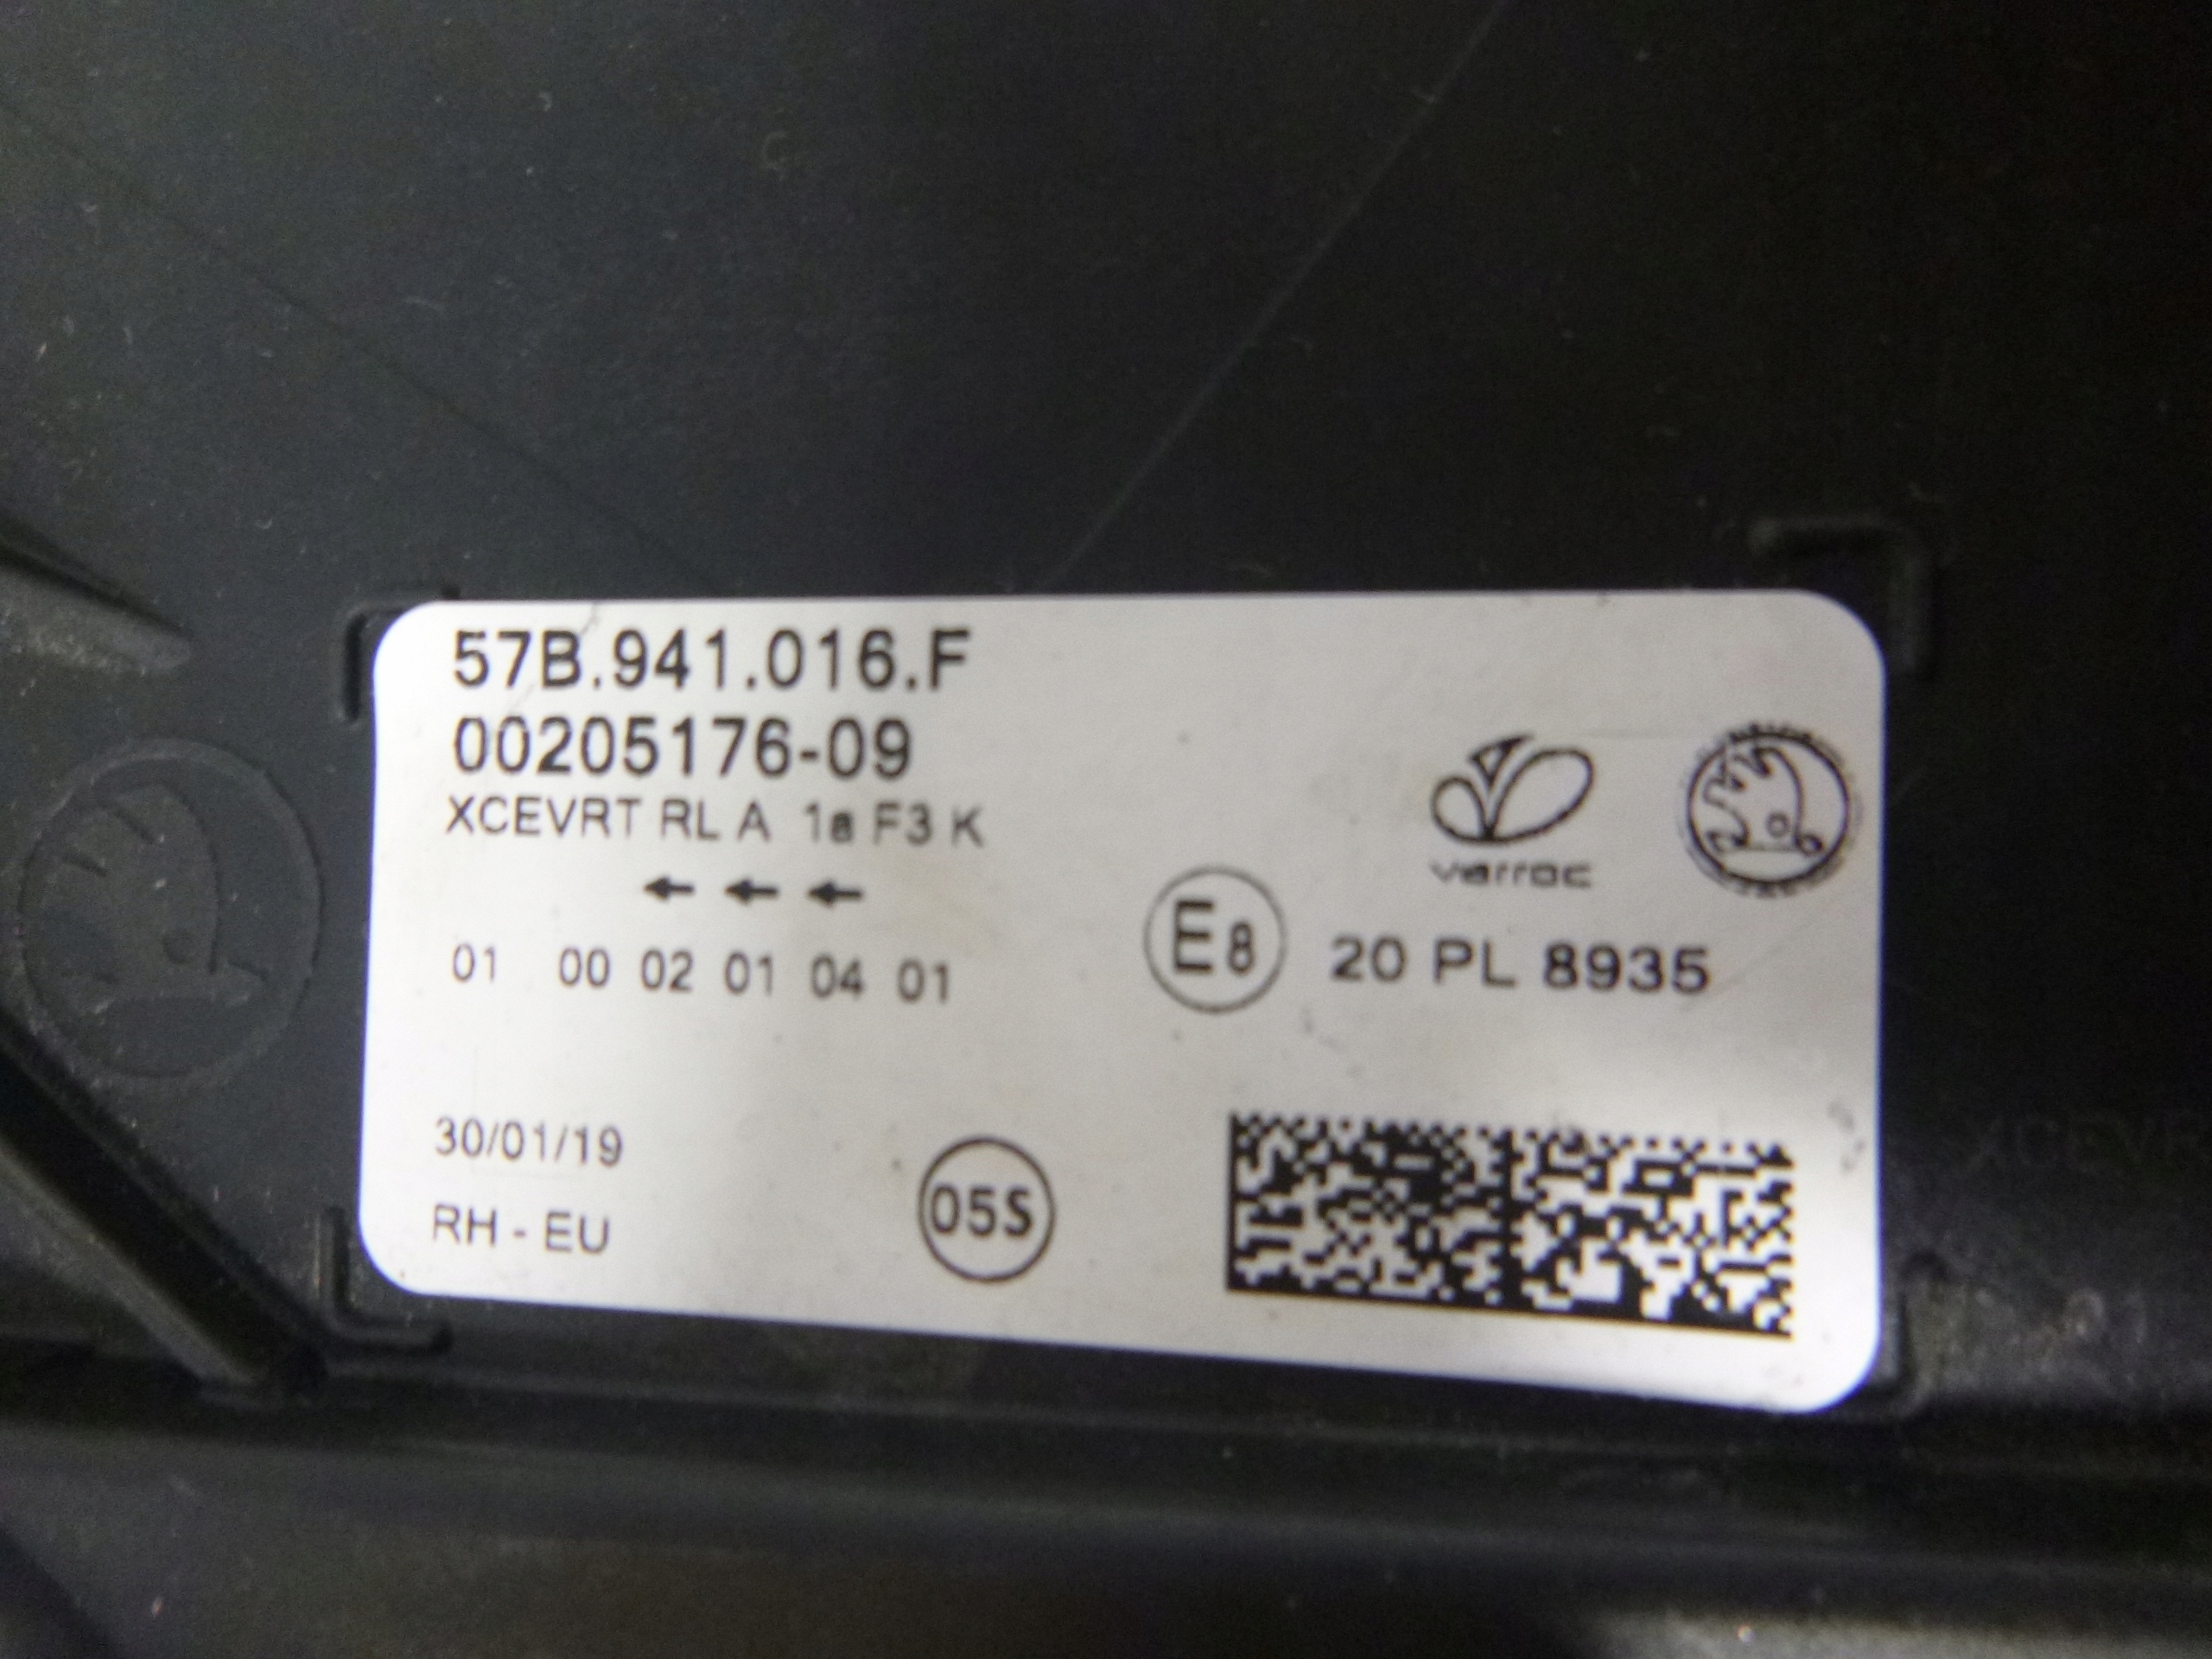 57B.941.016.F
00205176-09
XCEVRT RL A 1a F3 K
← ← ←
01 00 02 01 04 01
varroc
E8 20 PL 8935
30/01/19
RH - EU
05S
XCEVR